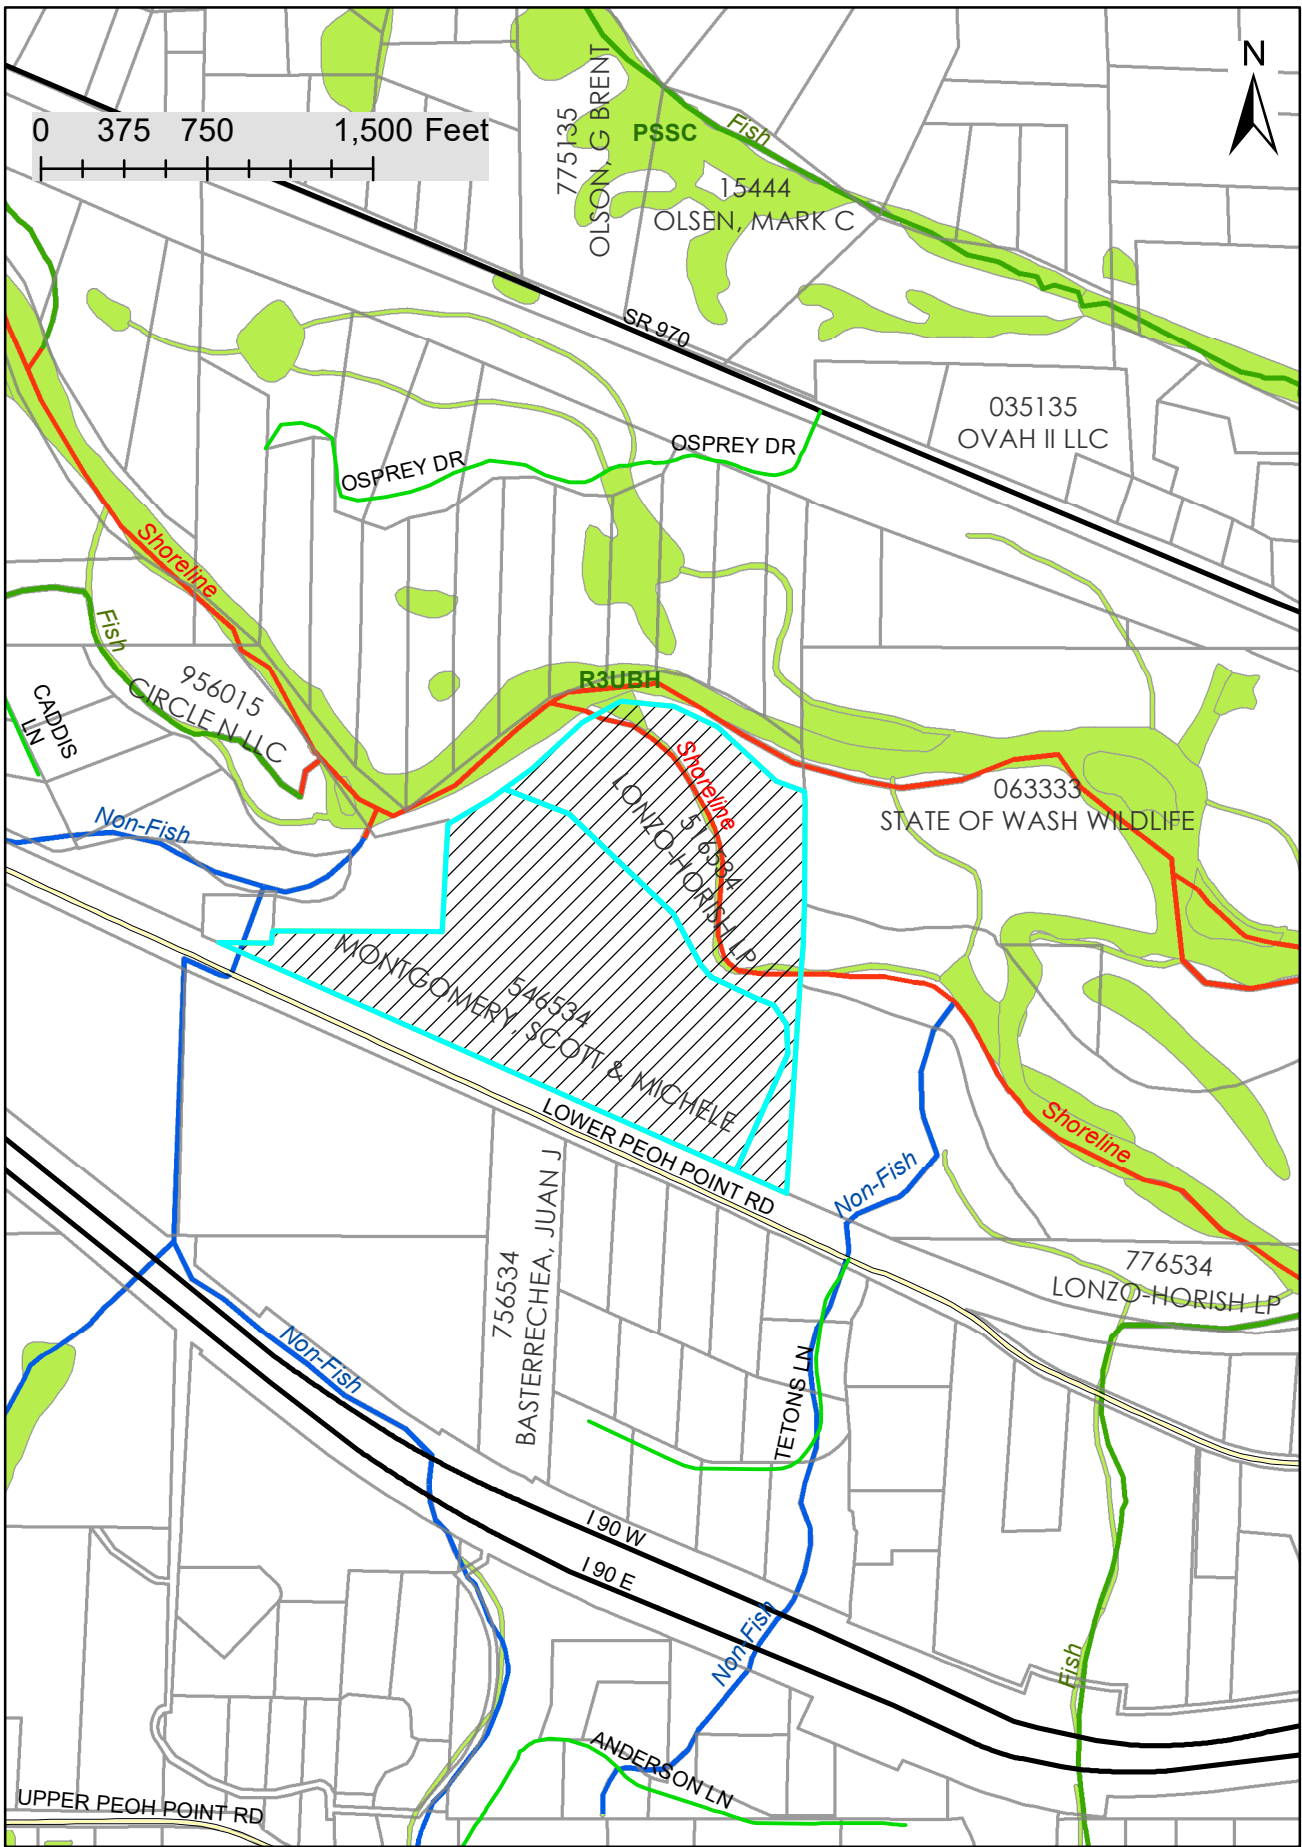 N
0 375 750 1,500 Feet
775135
OLSON, G BRENT
PSSC
Fish
15444
OLSEN, MARK C
SR 970
035135
OVAH II LLC
OSPREY DR
OSPREY DR
Shoreline
Fish
956015
CIRCLE N LLC
CADDIS
LN
R3UBH
Shoreline
LONZO-HORISH LP
063333
STATE OF WASH WILDLIFE
Non-Fish
546534
MONTGOMERY, SCOTT & MICHELE
LOWER PEOH POINT RD
Shoreline
Non-Fish
756534
BASTERRECHEA, JUAN J
776534
LONZO-HORISH LP
Non-Fish
TETONS LN
I 90 W
I 90 E
Non-Fish
Fish
ANDERSON LN
UPPER PEOH POINT RD